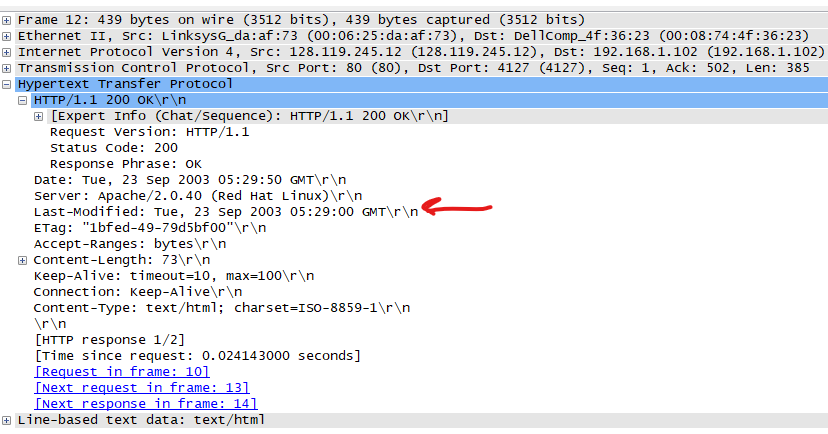 Frame 12: 439 bytes on wire (3512 bits), 439 bytes captured (3512 bits)
Ethernet II, Src: LinksysG_da:af:73 (00:06:25:da:af:73), Dst: DellComp_4f:36:23 (00:08:74:4f:36:23)
Internet Protocol Version 4, Src: 128.119.245.12 (128.119.245.12), Dst: 192.168.1.102 (192.168.1.102)
Transmission Control Protocol, Src Port: 80 (80), Dst Port: 4127 (4127), Seq: 1, Ack: 502, Len: 385
Hypertext Transfer Protocol
HTTP/1.1 200 OK\r\n
[Expert Info (Chat/Sequence): HTTP/1.1 200 OK\r\n]
Request Version: HTTP/1.1
Status Code: 200
Response Phrase: OK
Date: Tue, 23 Sep 2003 05:29:50 GMT\r\n
Server: Apache/2.0.40 (Red Hat Linux)\r\n
Last-Modified: Tue, 23 Sep 2003 05:29:00 GMT\r\n
ETag: "1bfed-49-79d5bf00"\r\n
Accept-Ranges: bytes\r\n
Content-Length: 73\r\n
Keep-Alive: timeout=10, max=100\r\n
Connection: Keep-Alive\r\n
Content-Type: text/html; charset=ISO-8859-1\r\n
\r\n
[HTTP response 1/2]
[Time since request: 0.024143000 seconds]
[Request in frame: 10]
[Next request in frame: 13]
[Next response in frame: 14]
Line-based text data: text/html